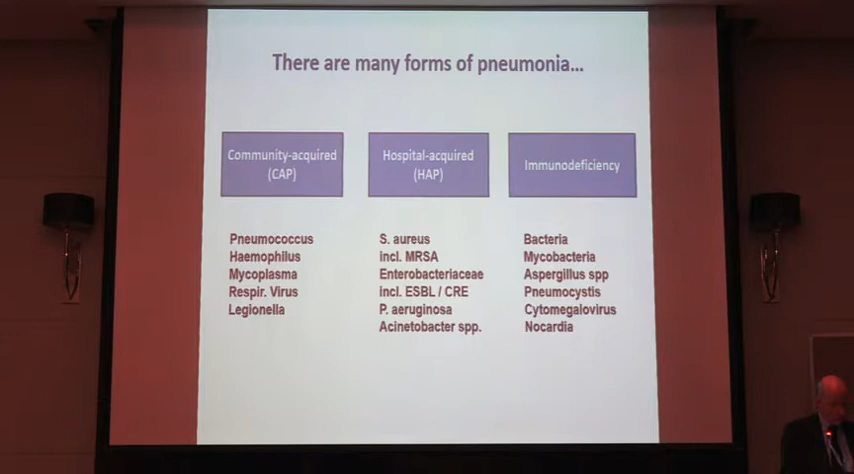 There are many forms of pneumonia...
Community-acquired
(CAP)
Hospital-acquired
(HAP)
Immunodeficiency
Pneumococcus
Haemophilus
Mycoplasma
Respir. Virus
Legionella
S. aureus
incl. MRSA
Enterobacteriaceae
incl. ESBL / CRE
P. aeruginosa
Acinetobacter spp.
Bacteria
Mycobacteria
Aspergillus spp
Pneumocystis
Cytomegalovirus
Nocardia